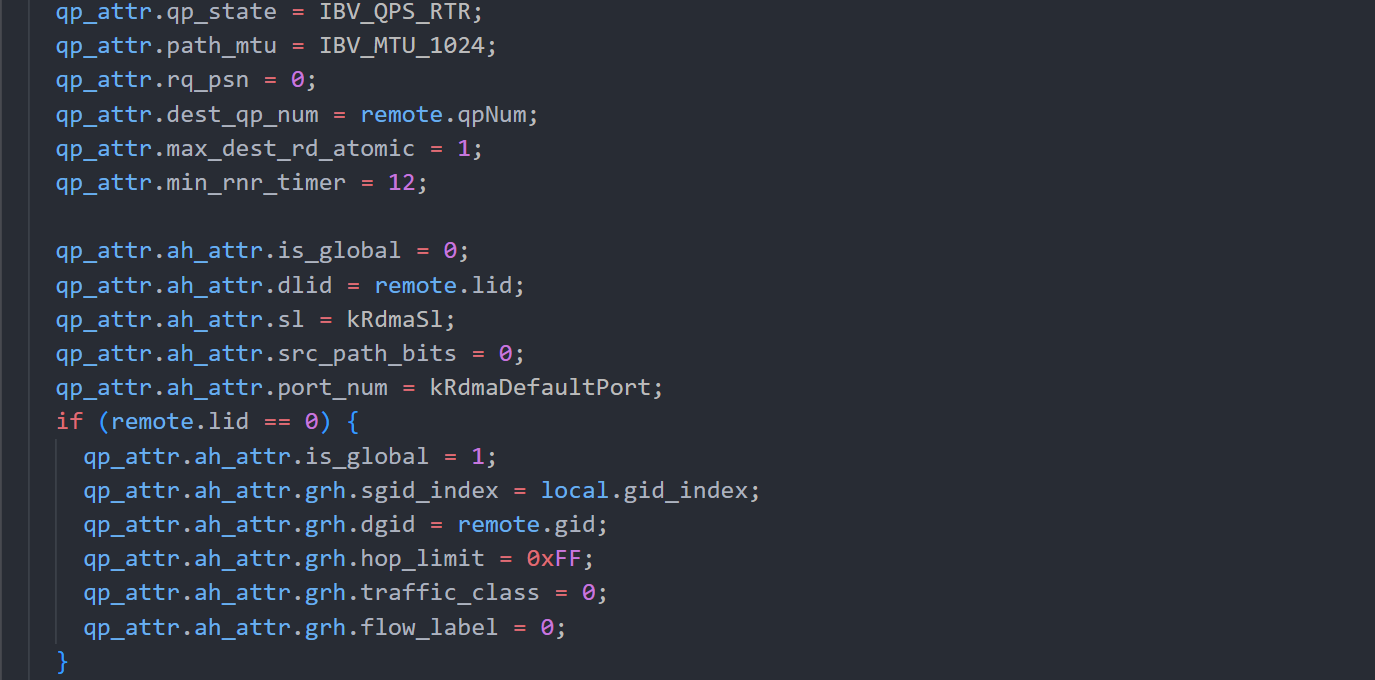 qp_attr.qp_state = IBV_QPS_RTR;
qp_attr.path_mtu = IBV_MTU_1024;
qp_attr.rq_psn = 0;
qp_attr.dest_qp_num = remote.qpNum;
qp_attr.max_dest_rd_atomic = 1;
qp_attr.min_rnr_timer = 12;

qp_attr.ah_attr.is_global = 0;
qp_attr.ah_attr.dlid = remote.lid;
qp_attr.ah_attr.sl = kRdmaSl;
qp_attr.ah_attr.src_path_bits = 0;
qp_attr.ah_attr.port_num = kRdmaDefaultPort;
if (remote.lid == 0) {
  qp_attr.ah_attr.is_global = 1;
  qp_attr.ah_attr.grh.sgid_index = local.gid_index;
  qp_attr.ah_attr.grh.dgid = remote.gid;
  qp_attr.ah_attr.grh.hop_limit = 0xFF;
  qp_attr.ah_attr.grh.traffic_class = 0;
  qp_attr.ah_attr.grh.flow_label = 0;
}